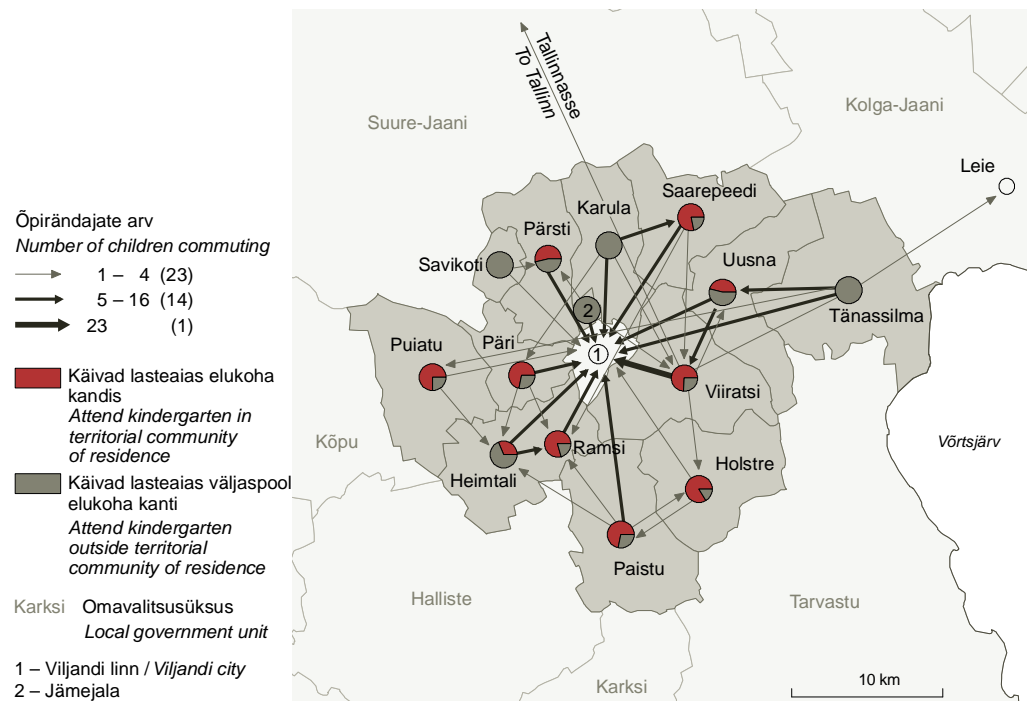 Õpirändajate arv
Number of children commuting
1 – 4 (23)
5 – 16 (14)
23 (1)
Käivad lasteaias elukoha
kandis
Attend kindergarten in
territorial community
of residence
Käivad lasteaias väljaspool
elukoha kanti
Attend kindergarten
outside territorial
community of residence
Karksi Omavalitsusüksus
Local government unit
1 – Viljandi linn / Viljandi city
2 – Jämejala
Tallinnasse
To Tallinn
Suure-Jaani
Kolga-Jaani
Leie
Saarepeedi
Karula
Pärsti
Savikoti
Uusna
Tänassilma
2
1
Puiatu
Päri
Viiratsi
Kõpu
Ramsi
Heimtali
Holstre
Võrtsjärv
Paistu
Halliste
Tarvastu
Karksi
10 km